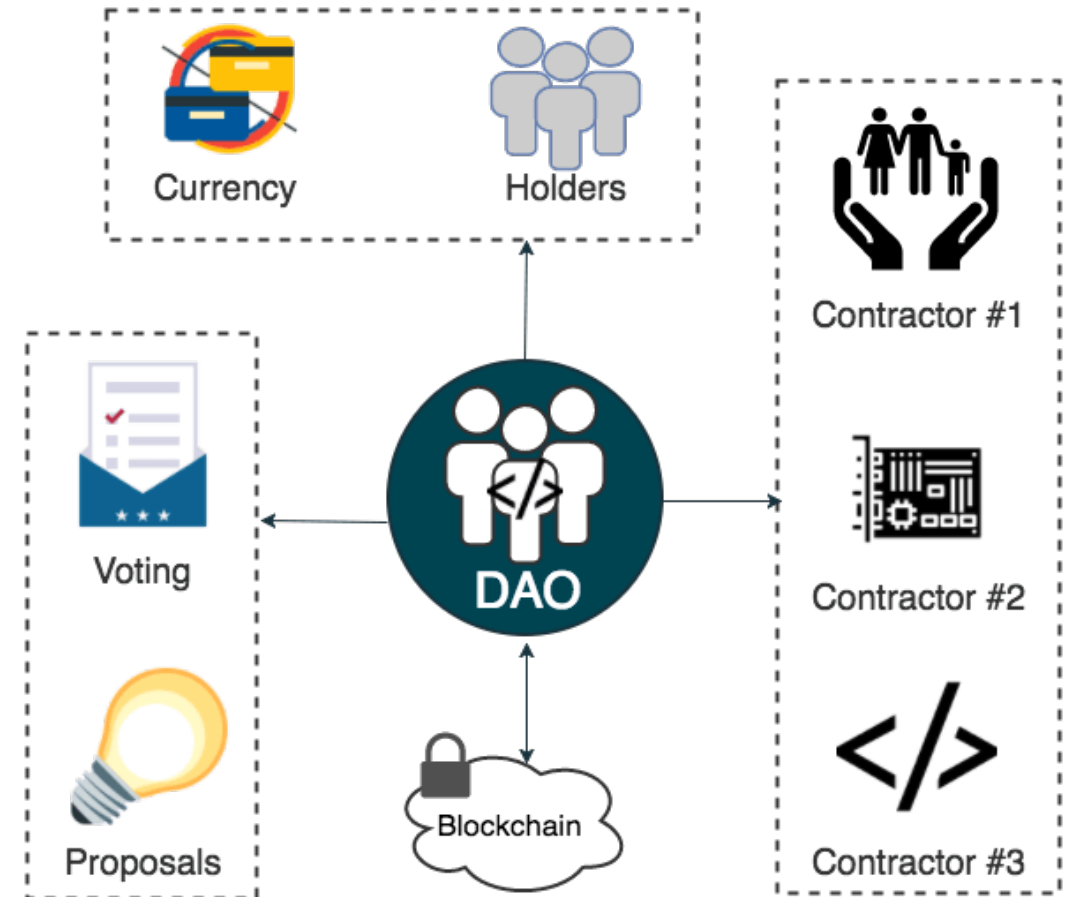 Currency
Holders
Contractor #1
Voting
DAO
Contractor #2
Proposals
Blockchain
Contractor #3